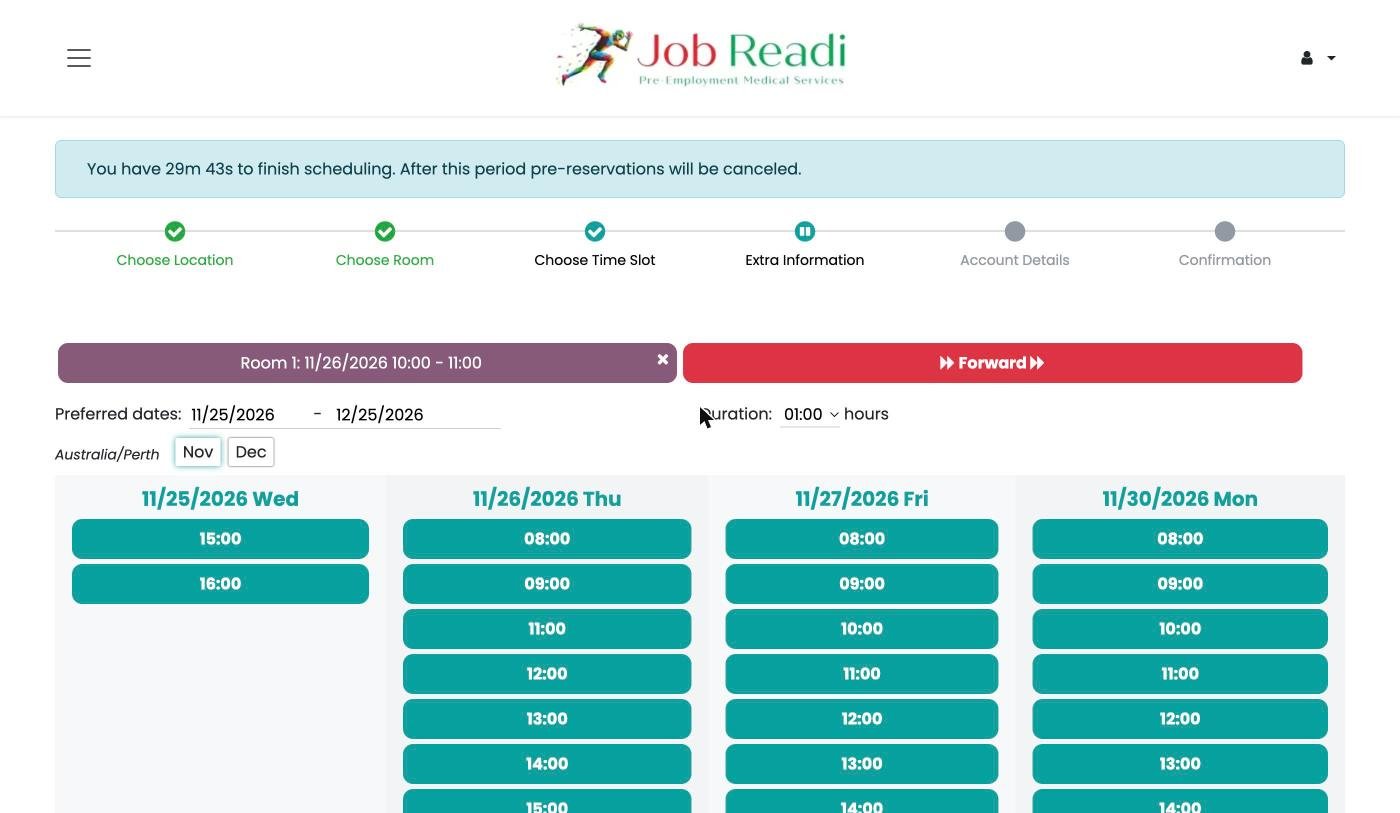 Job Readi
Pre-Employment Medical Services
You have 29m 43s to finish scheduling. After this period pre-reservations will be canceled.
Choose Location
Choose Room
Choose Time Slot
Extra Information
Account Details
Confirmation
Room 1: 11/26/2026 10:00 - 11:00
Forward
Preferred dates: 11/25/2026 - 12/25/2026
uration: 01:00 hours
Australia/Perth Nov Dec
11/25/2026 Wed 11/26/2026 Thu 11/27/2026 Fri 11/30/2026 Mon
15:00 08:00 08:00 08:00
16:00 09:00 09:00 09:00
11:00 10:00 10:00
12:00 11:00 11:00
13:00 12:00 12:00
14:00 13:00 13:00
15:00 14:00 14:00